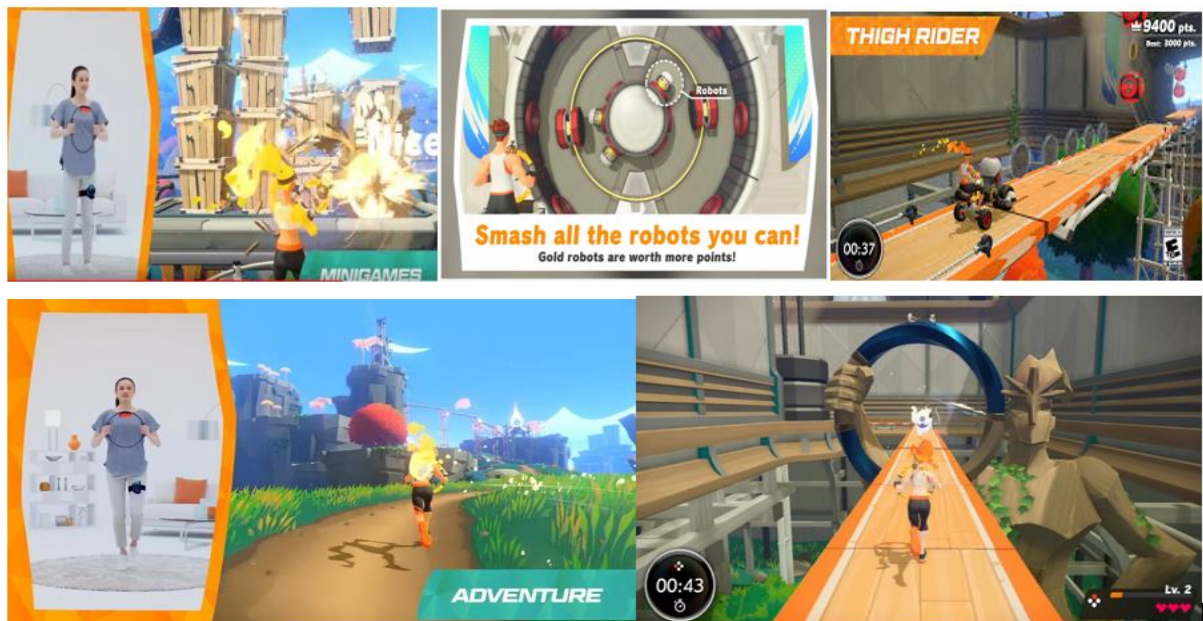 MINIGAMES
Robots
Smash all the robots you can!
Gold robots are worth more points!
THIGH RIDER
9400 pts.
Best: 3000 pts.
00:37
E
ADVENTURE
00:43
Lv. 2